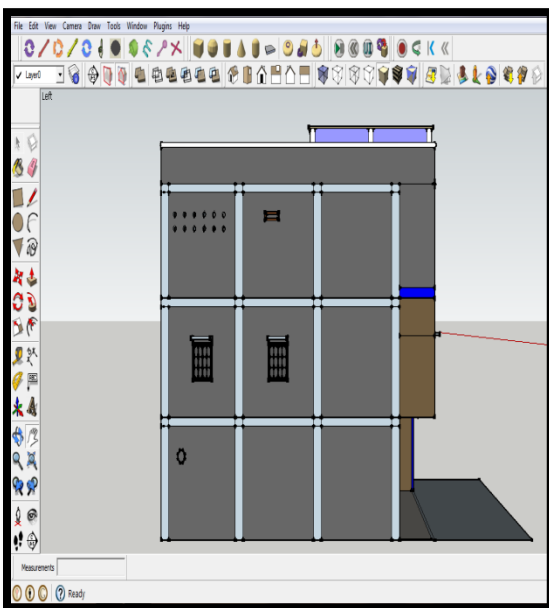 File Edit View Camera Draw Tools Window Plugins Help
Layer0
Left
Measurements
Ready